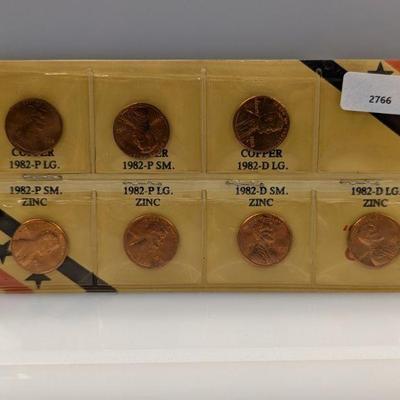 2766
COPPER COPPER COPPER
1982-P LG. 1982-P SM. 1982-D LG.
1982-P SM. 1982-P LG. 1982-D SM. 1982-D LG.
ZINC ZINC ZINC ZINC